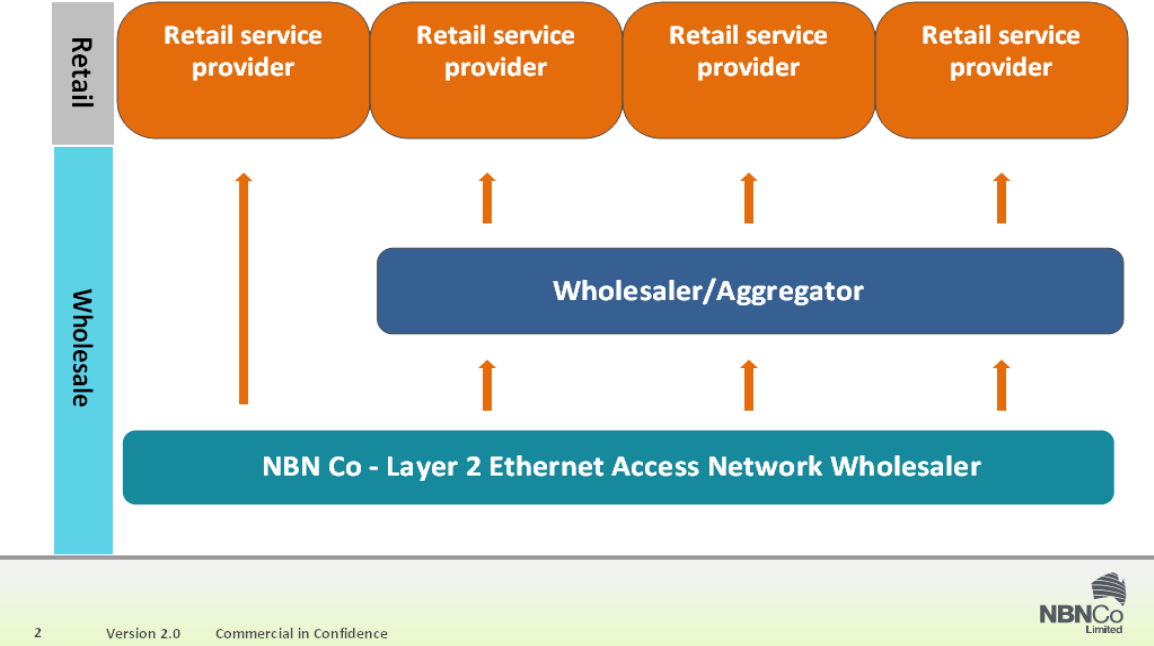 Retail
Retail service
provider
Retail service
provider
Retail service
provider
Retail service
provider
Wholesale
Wholesaler/Aggregator
NBN Co - Layer 2 Ethernet Access Network Wholesaler
2 Version 2.0 Commercial in Confidence
NBNCo
Limited